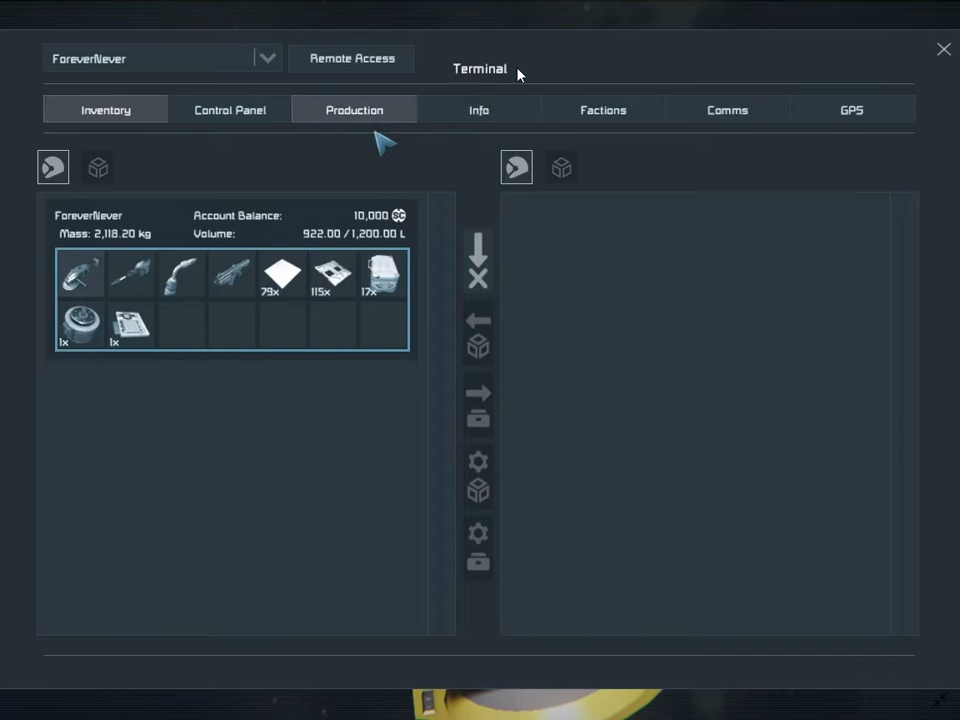 ForeverNever
Remote Access
Terminal
Inventory
Control Panel
Production
Info
Factions
Comms
GPS
ForeverNever
Account Balance:
10,000 SC
Mass: 2,118.20 kg
Volume:
922.00 / 1,200.00 L
79x
115x
17x
1x
1x